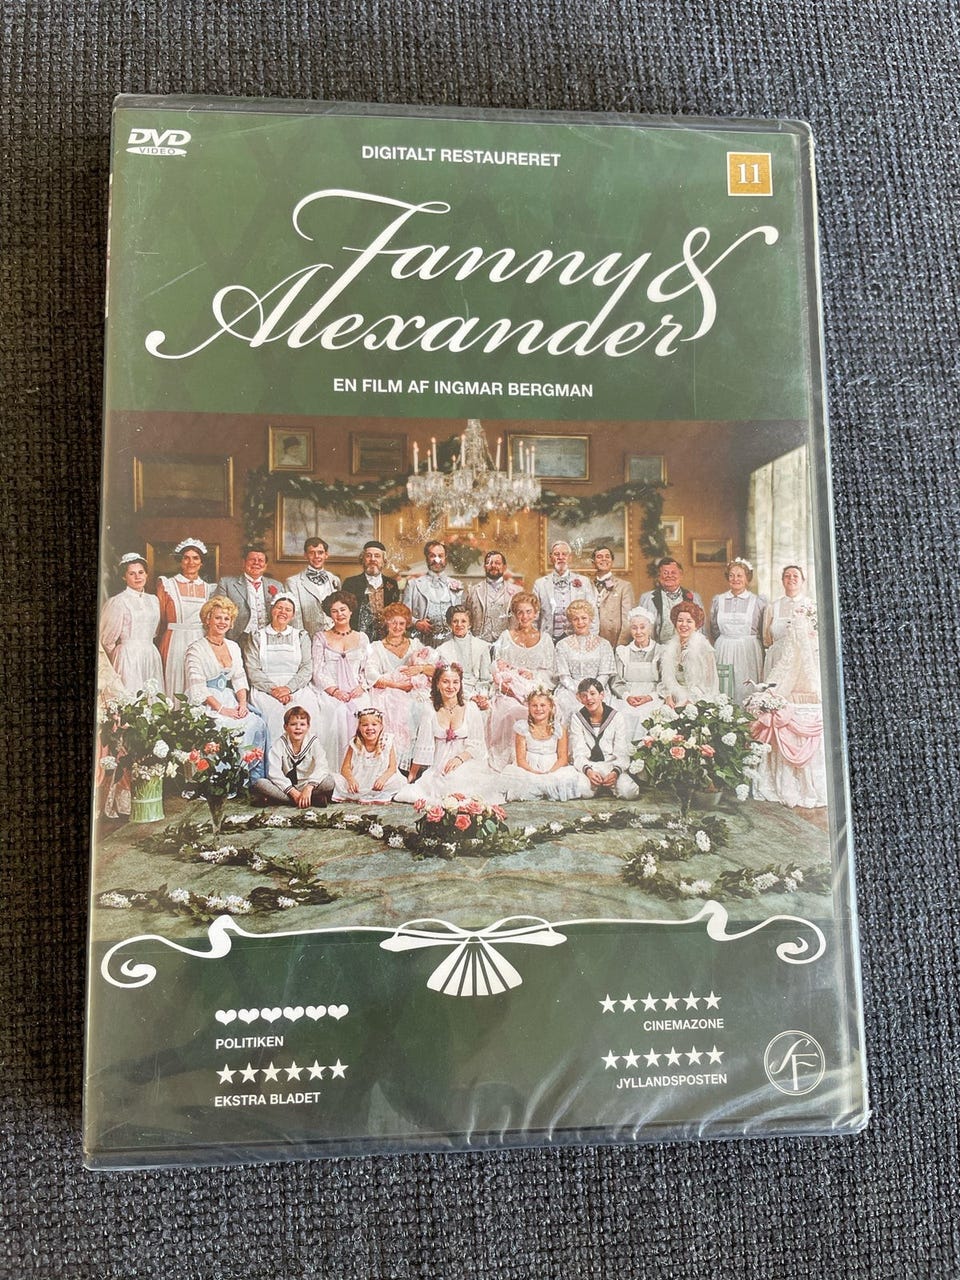 DVD
VIDEO
DIGITALT RESTAURERET
11
Fanny &
Alexander
EN FILM AF INGMAR BERGMAN
POLITIKEN
EKSTRA BLADET
CINEMAZONE
JYLLANDSPOSTEN
SF